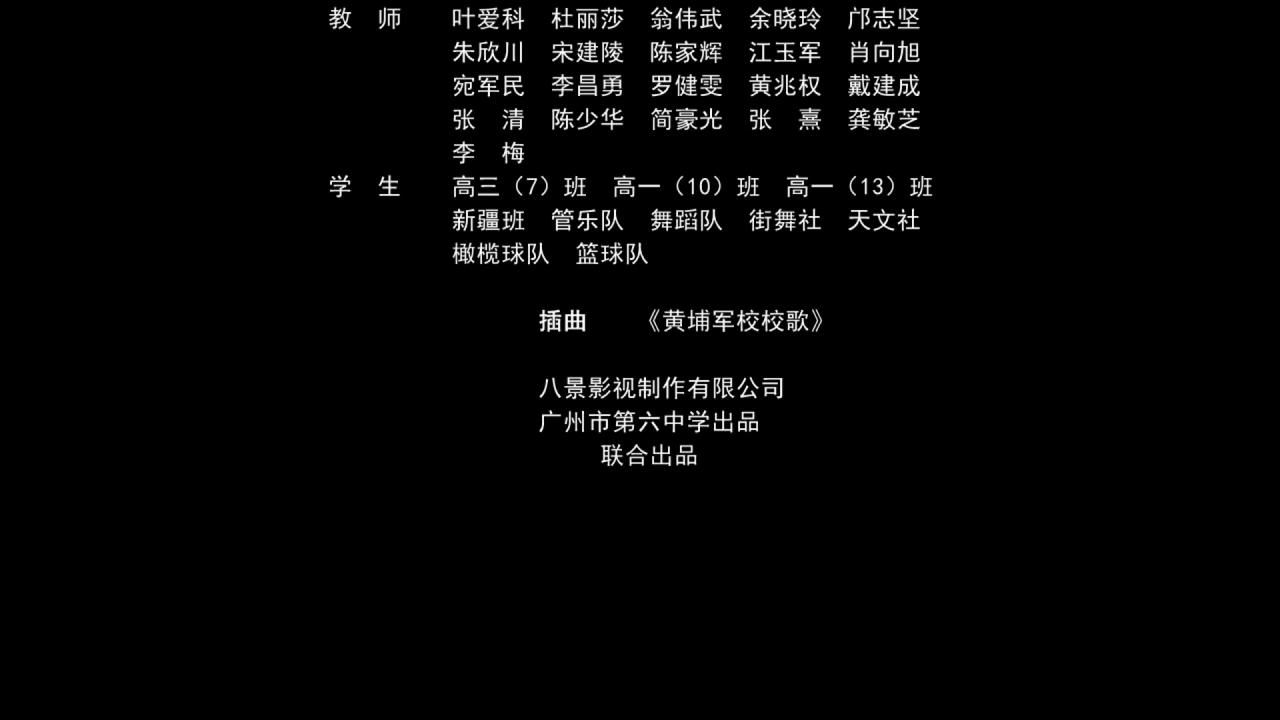 教　师　叶爱科　杜丽莎　翁伟武　余晓玲　邝志坚
朱欣川　宋建陵　陈家辉　江玉军　肖向旭
宛军民　李昌勇　罗健雯　黄兆权　戴建成
张　清　陈少华　简豪光　张　熹　龚敏芝
李　梅
学　生　高三（7）班　高一（10）班　高一（13）班
新疆班　管乐队　舞蹈队　街舞社　天文社
橄榄球队　篮球队
插曲　《黄埔军校校歌》
八景影视制作有限公司
广州市第六中学出品
联合出品